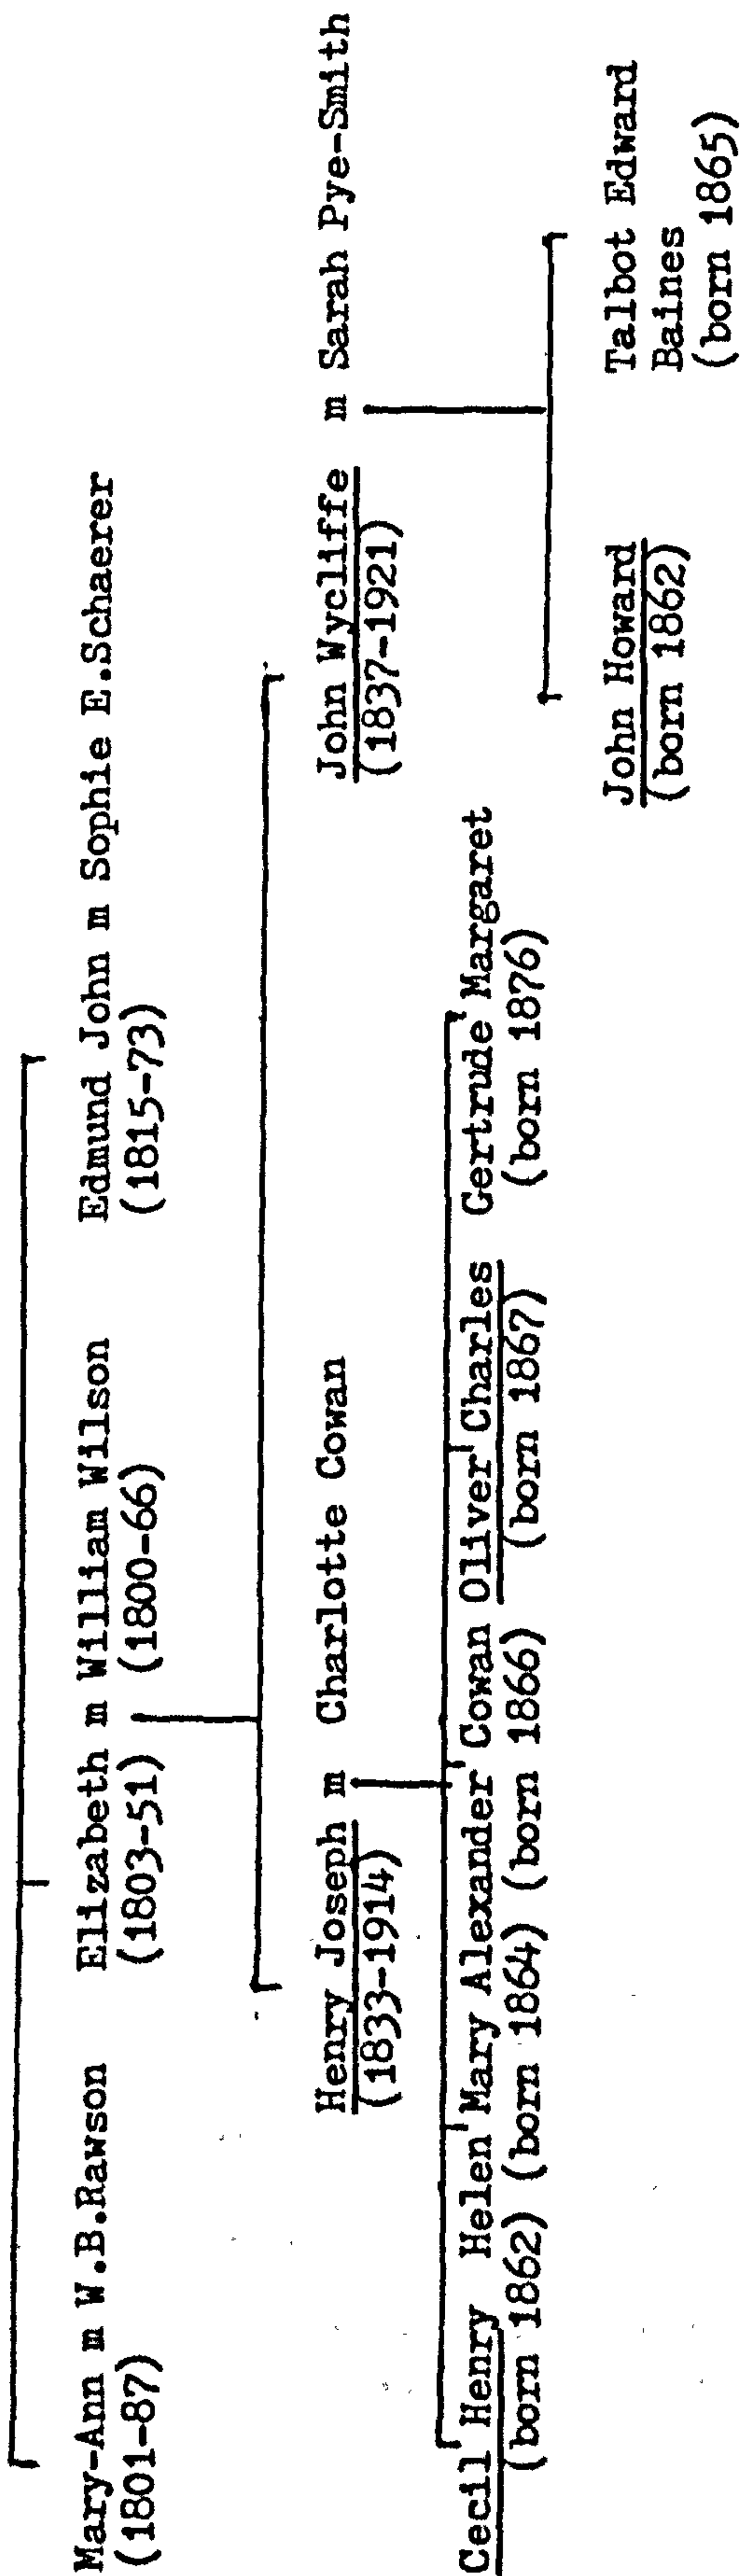 Mary-Ann m W.B.Rawson Elizabeth m William Wilson Edmund John m Sophie E.Schaerer
(1801-87) (1803-51) (1800-66) (1815-73)
Henry Joseph m Charlotte Cowan John Wycliffe m Sarah Pye-Smith
(1833-1914) (1837-1921)
Cecil Henry Helen Mary Alexander Cowan Oliver Charles Gertrude Margaret
(born 1862) (born 1864) (born 1866) (born 1867) (born 1876)
John Howard Talbot Edward
(born 1862) Baines
(born 1865)